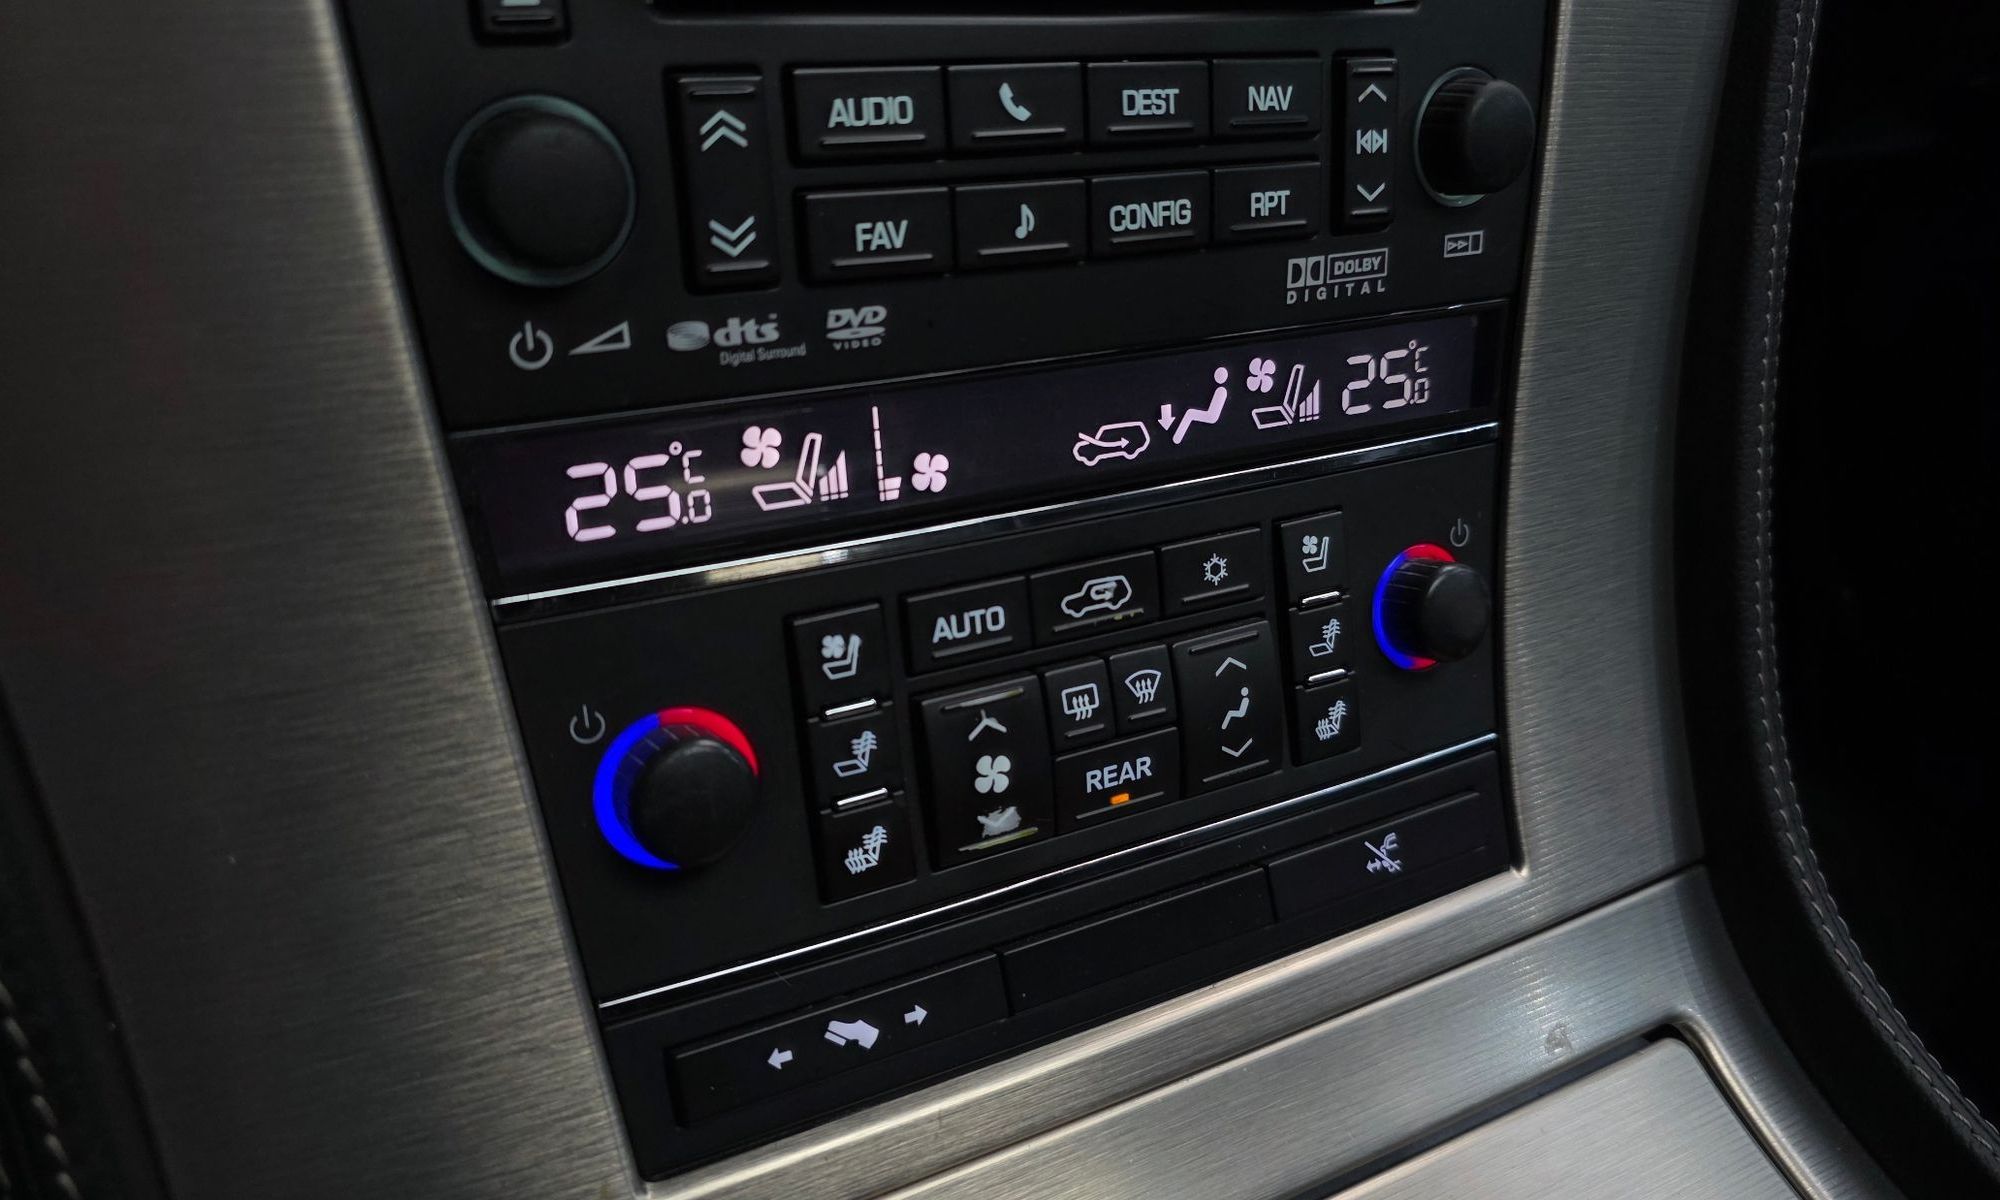 AUDIO DEST NAV
FAV CONFIG RPT
DOLBY
DIGITAL
dts
Digital Surround
DVD
VIDEO
25.0°C 25.0°C
AUTO
REAR